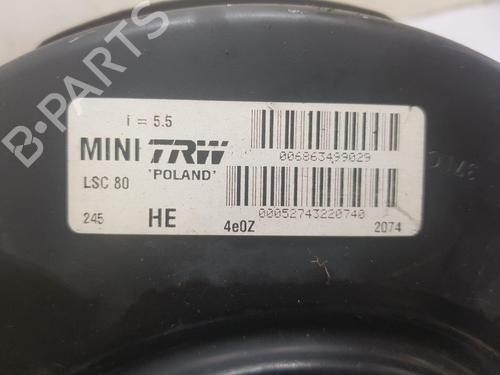 B-PARTS
i = 5.5
MINI TRW
006863499029
LSC 80 'POLAND'
00052743220740
245 HE 4e0Z 2074